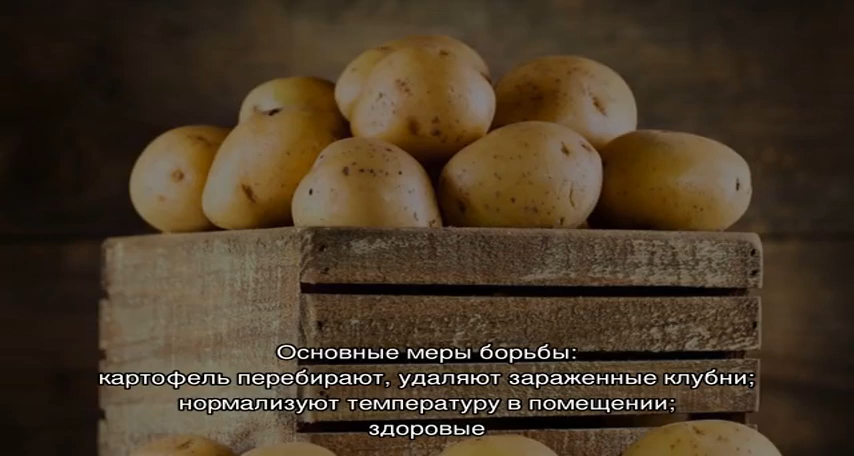 Основные меры борьбы:
картофель перебирают, удаляют зараженные клубни;
нормализуют температуру в помещении;
здоровые